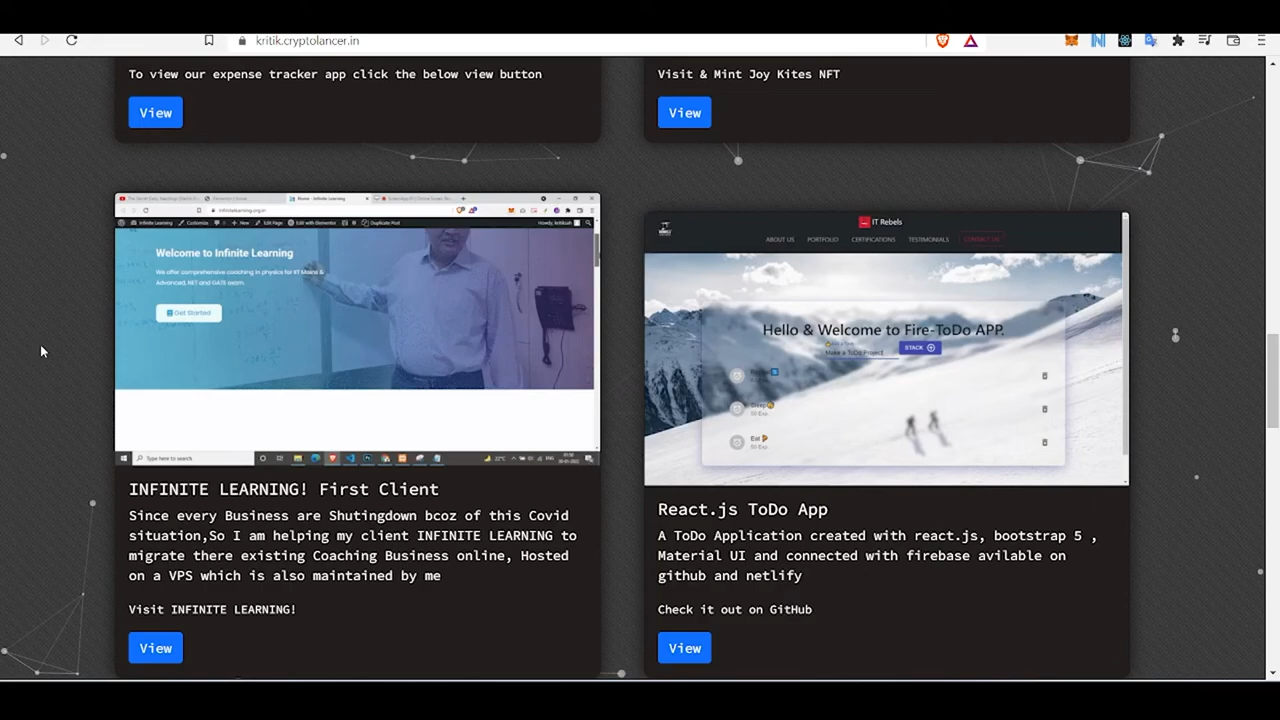 kritik.cryptolancer.in
To view our expense tracker app click the below view button
View
Visit & Mint Joy Kites NFT
View
Welcome to Infinite Learning
We offer comprehensive coaching in physics for IIT Mains &
Advanced, NET and GATE exam.
Get Started
Type here to search
INFINITE LEARNING! First Client
Since every Business are Shutingdown bcoz of this Covid
situation,So I am helping my client INFINITE LEARNING to
migrate there existing Coaching Business online, Hosted
on a VPS which is also maintained by me
Visit INFINITE LEARNING!
View
IT Rebels
ABOUT US
PORTFOLIO
CERTIFICATIONS
TESTIMONIALS
CONTACT US
Hello & Welcome to Fire-ToDo APP.
Make a ToDo Project
STACK
Sleep
Eat
React.js ToDo App
A ToDo Application created with react.js, bootstrap 5 ,
Material UI and connected with firebase avilable on
github and netlify
Check it out on GitHub
View